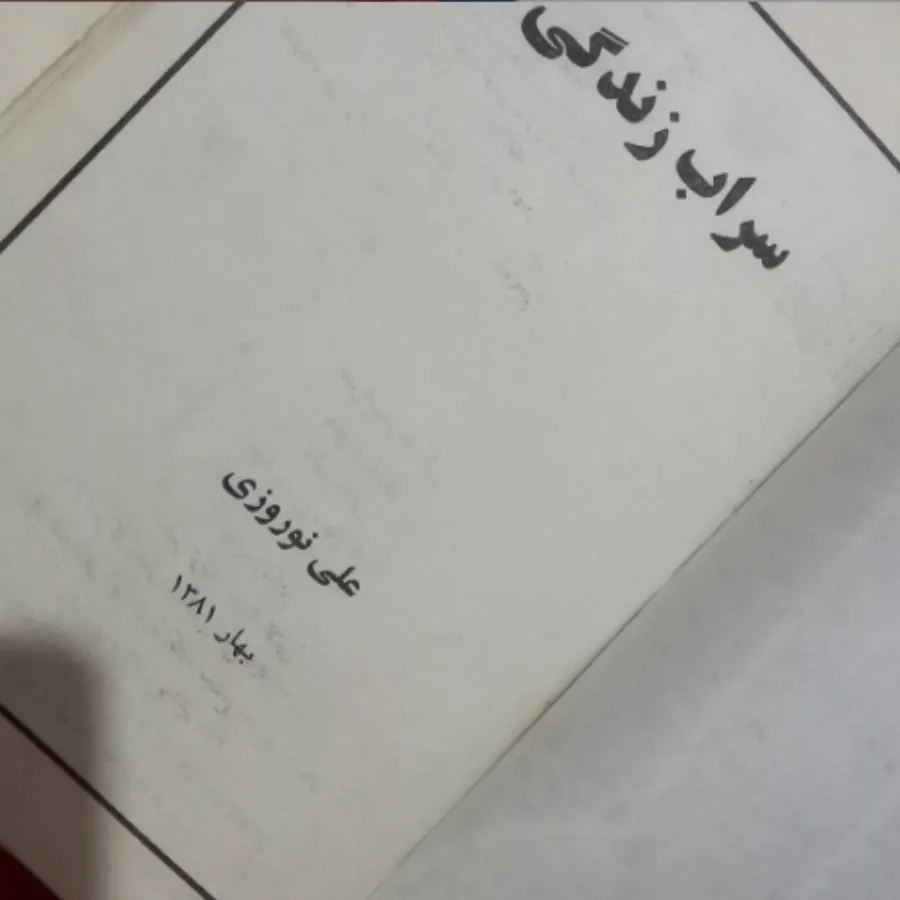 سراب زندگی
علی نوروزی
بهار ۱۳۸۱